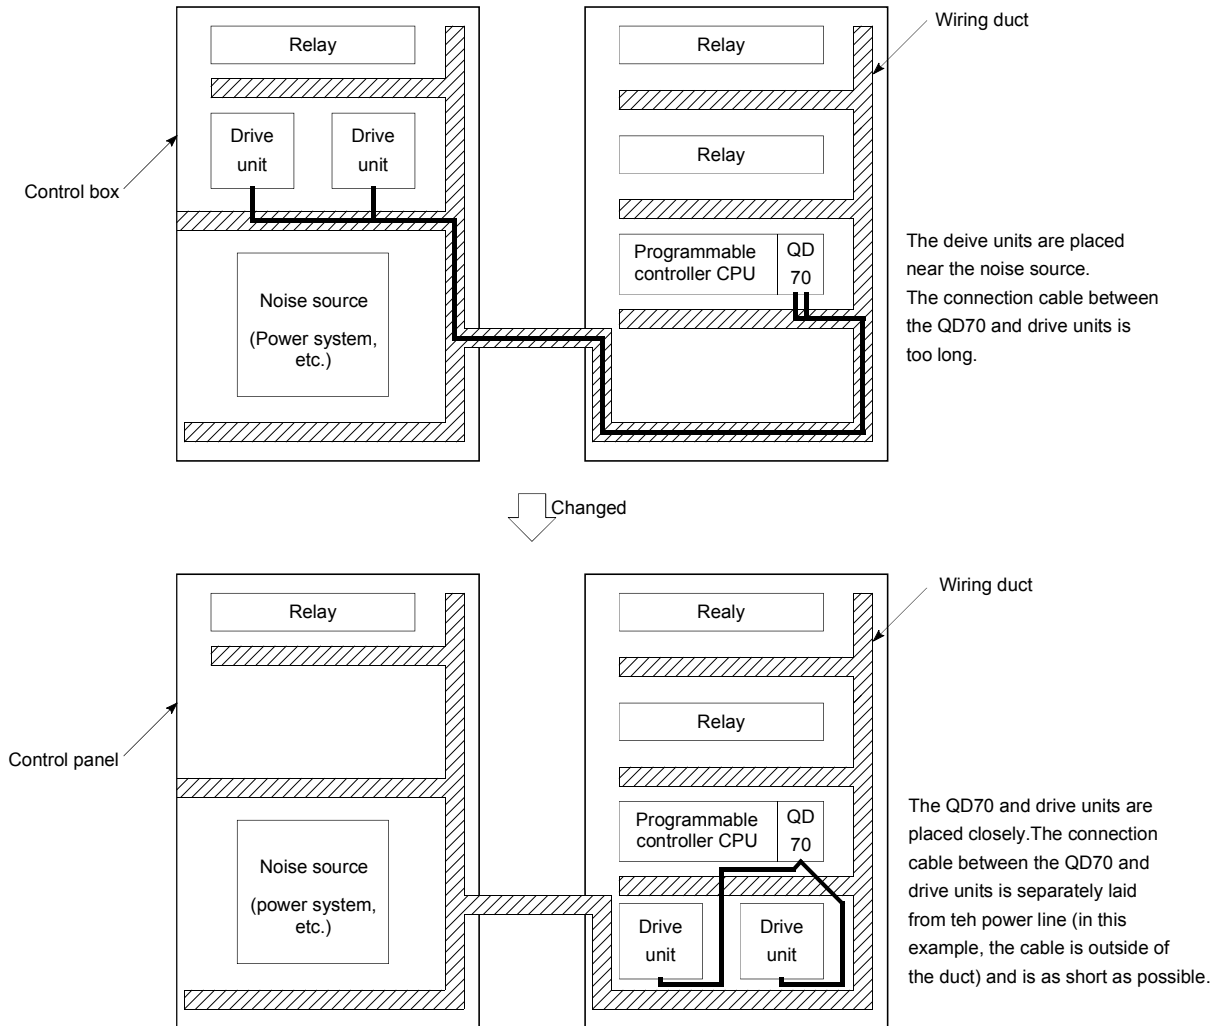 Relay
Relay
Wiring duct
Drive
unit
Drive
unit
Relay
Control box
Programmable
controller CPU
QD
70
Noise source
(Power system,
etc.)
The deive units are placed
near the noise source.
The connection cable between
the QD70 and drive units is
too long.
Changed
Relay
Realy
Wiring duct
Relay
Control panel
Programmable
controller CPU
QD
70
Noise source
(power system,
etc.)
Drive
unit
Drive
unit
The QD70 and drive units are
placed closely.The connection
cable between the QD70 and
drive units is separately laid
from teh power line (in this
example, the cable is outside of
the duct) and is as short as possible.